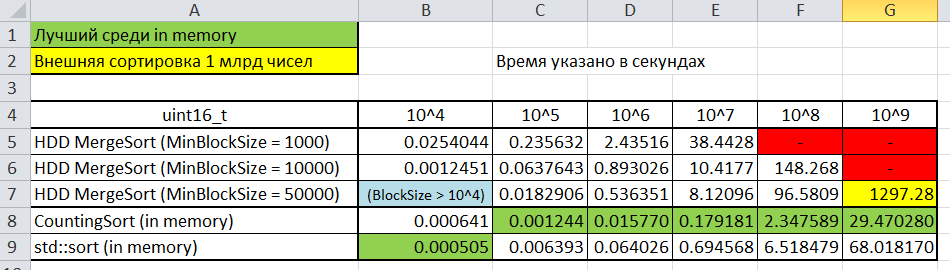 A B C D E F G
1 Лучший среди in memory
2 Внешняя сортировка 1 млрд чисел Время указано в секундах
3
4 uint16_t 10^4 10^5 10^6 10^7 10^8 10^9
5 HDD MergeSort (MinBlockSize = 1000) 0.0254044 0.235632 2.43516 38.4428 - -
6 HDD MergeSort (MinBlockSize = 10000) 0.0012451 0.0637643 0.893026 10.4177 148.268 -
7 HDD MergeSort (MinBlockSize = 50000) (BlockSize > 10^4) 0.0182906 0.536351 8.12096 96.5809 1297.28
8 CountingSort (in memory) 0.000641 0.001244 0.015770 0.179181 2.347589 29.470280
9 std::sort (in memory) 0.000505 0.006393 0.064026 0.694568 6.518479 68.018170